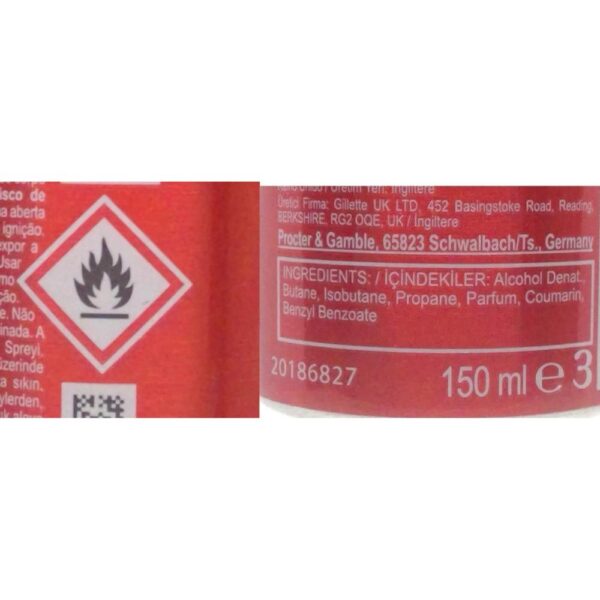 isco de
a aberta
ignição.
expor a
Usar
mo
ção.
e. Não
inada. A
Spreyi,
üzerinde
a sıkın,
ylerden,
Üretici Firma: Gillette UK LTD, 452 Basingstoke Road, Reading,
BERKSHIRE, RG2 OQE, UK / İngiltere
Procter & Gamble, 65823 Schwalbach/Ts., Germany
INGREDIENTS: / İÇİNDEKİLER: Alcohol Denat.,
Butane, Isobutane, Propane, Parfum, Coumarin,
Benzyl Benzoate
20186827
150 ml e 3